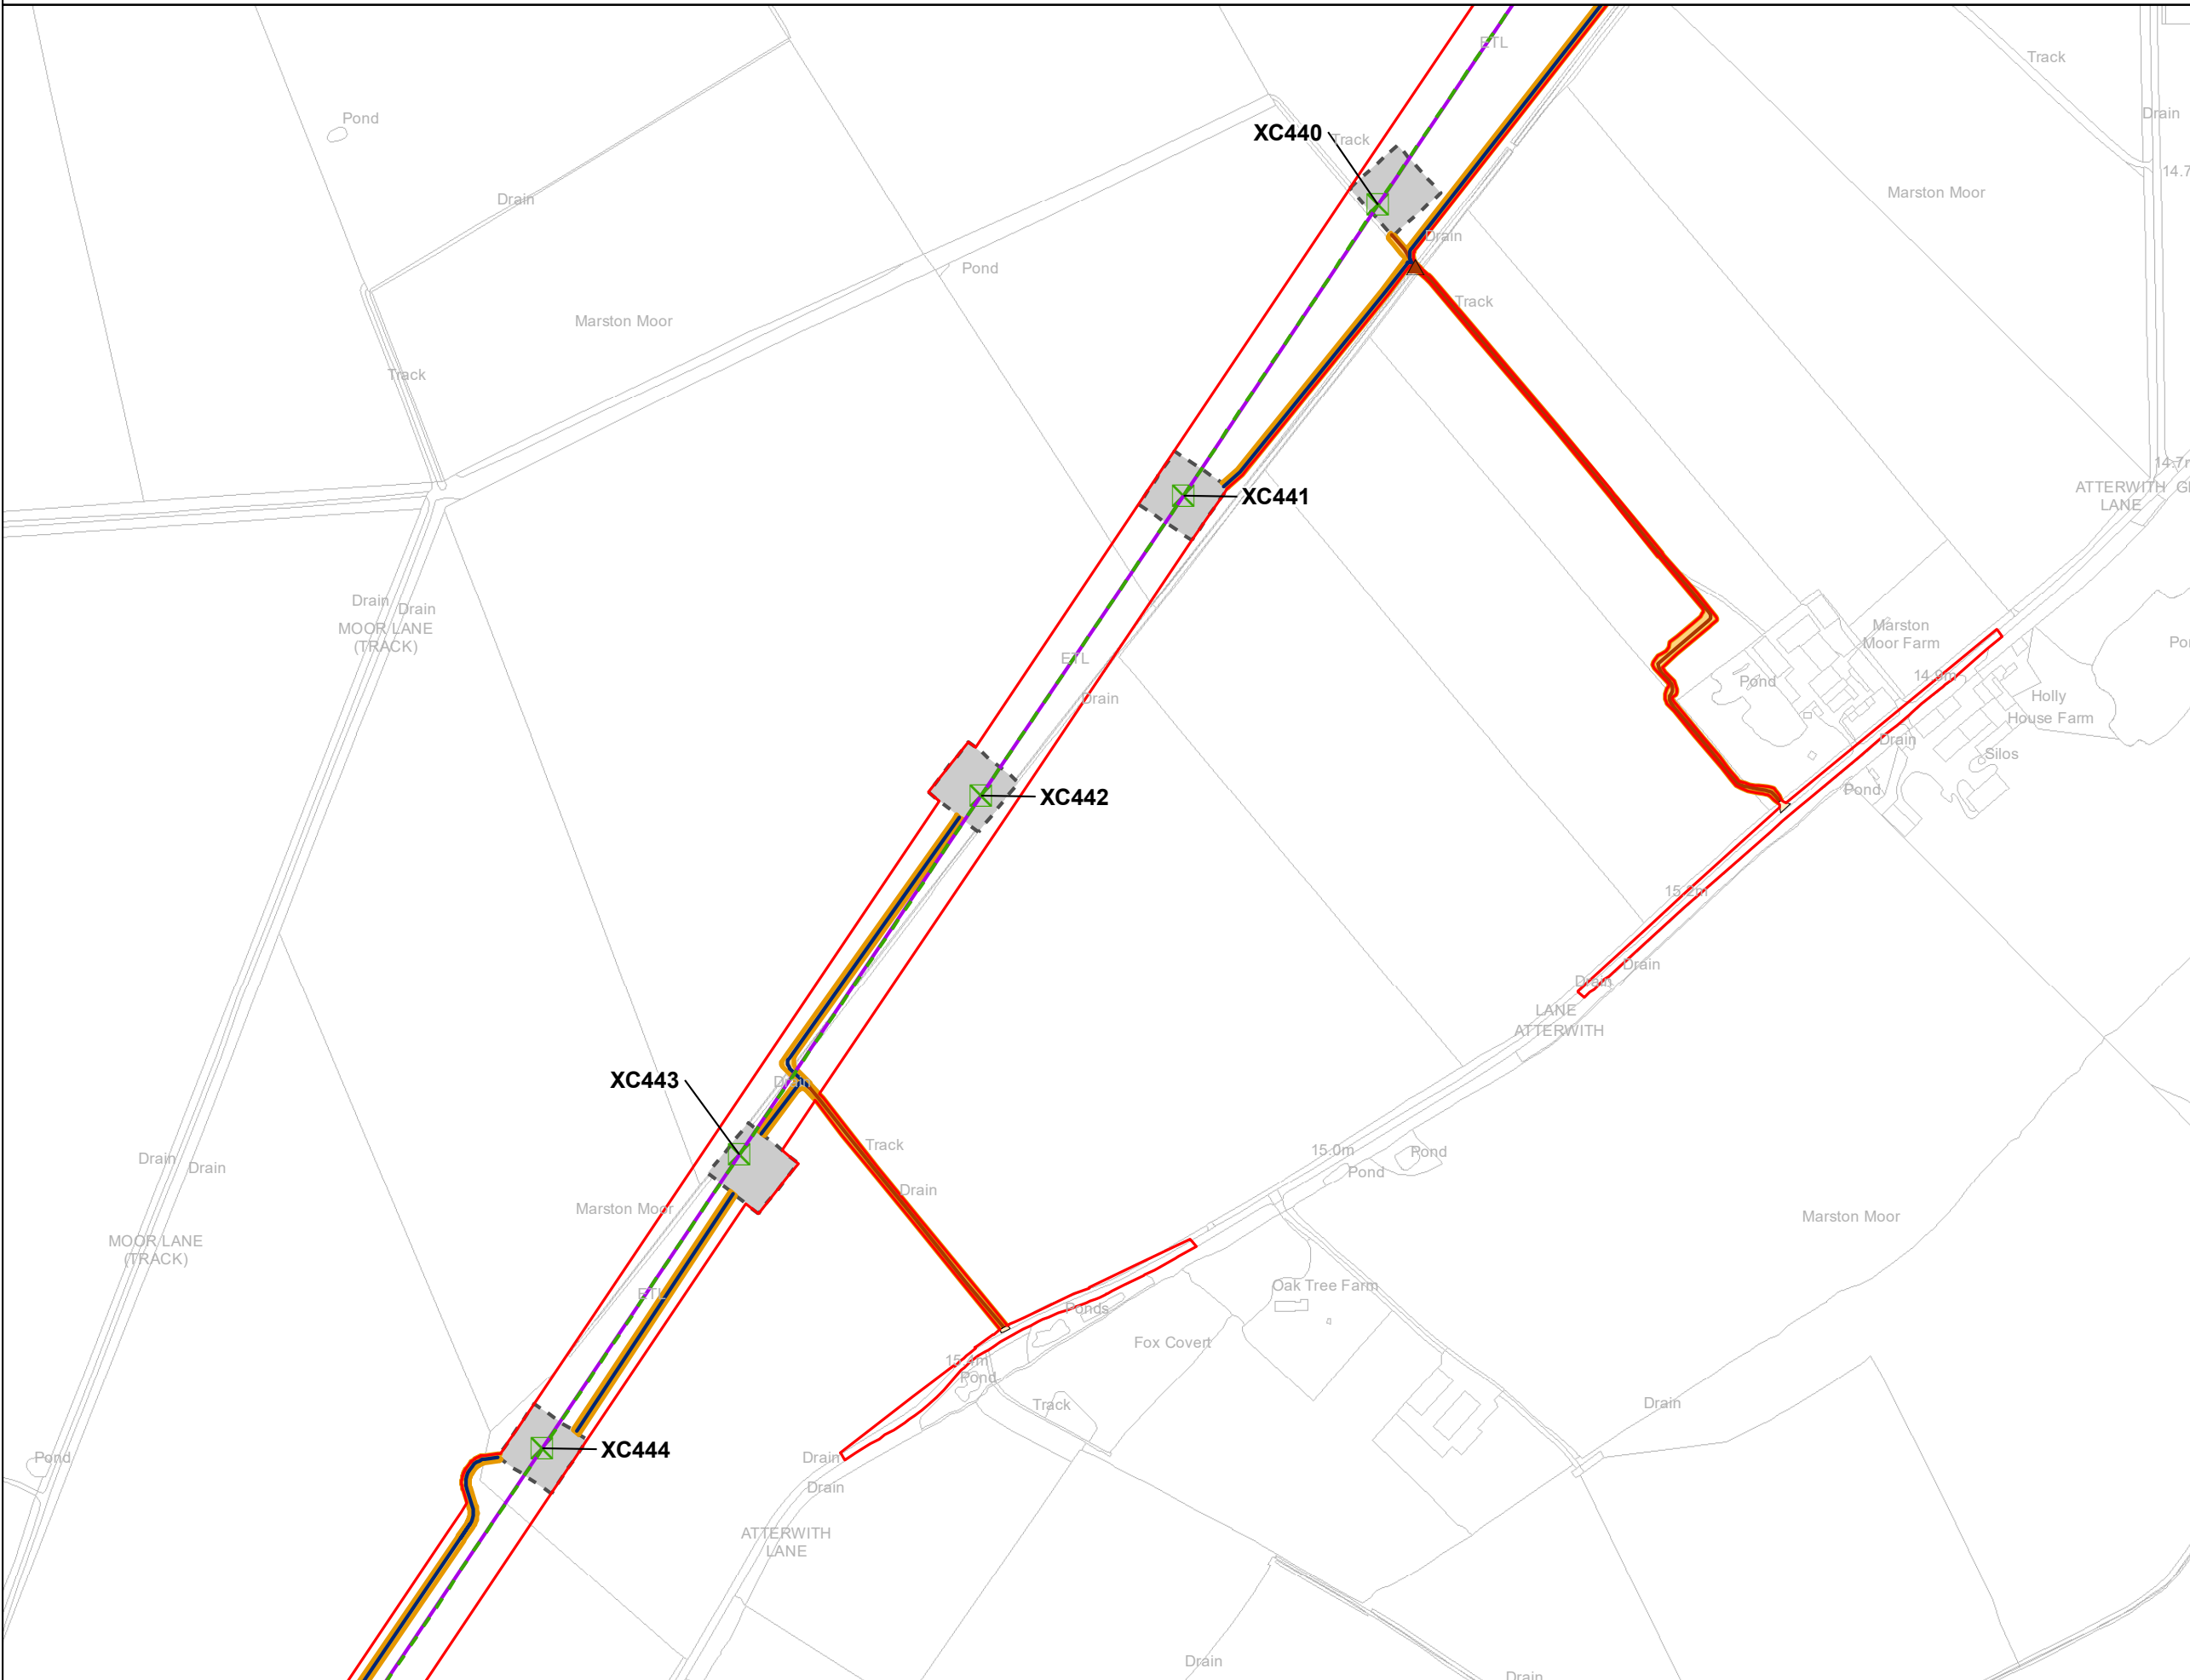 ETL
Track
Drain
14.7
Pond
XC440
Track
Drain
Marston Moor
Drain
Pond
Track
Marston Moor
Track
14.7m
ATTERWITH
LANE
XC441
Drain
Drain
MOOR LANE
(TRACK)
Marston
Moor Farm
ETL
Pond
14.9m
Drain
Holly
House Farm
Drain
Silos
Pond
XC442
15.2m
Drain
Drain
LANE
ATTERWITH
XC443
Drain
Track
Drain
Drain
Drain
15.0m
Pond
Pond
Marston Moor
Marston Moor
MOOR LANE
(TRACK)
ETL
Oak Tree Farm
Ponds
Fox Covert
15.4m
Pond
Track
Drain
XC444
Pond
Drain
Drain
ATTERWITH
LANE
Drain
Drain